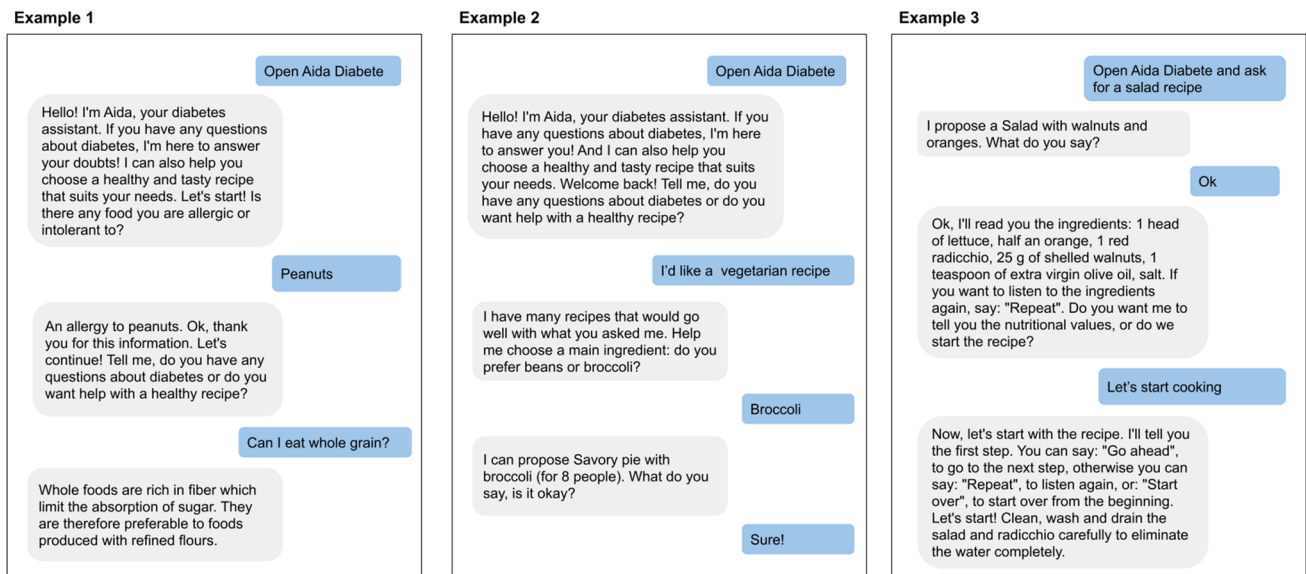 Example 1
Open Aida Diabete
Hello! I'm Aida, your diabetes
assistant. If you have any questions
about diabetes, I'm here to answer
your doubts! I can also help you
choose a healthy and tasty recipe
that suits your needs. Let's start! Is
there any food you are allergic or
intolerant to?
Peanuts
An allergy to peanuts. Ok, thank
you for this information. Let's
continue! Tell me, do you have any
questions about diabetes or do you
want help with a healthy recipe?
Can I eat whole grain?
Whole foods are rich in fiber which
limit the absorption of sugar. They
are therefore preferable to foods
produced with refined flours.
Example 2
Open Aida Diabete
Hello! I'm Aida, your diabetes assistant. If you
have any questions about diabetes, I'm here
to answer you! And I can also help you
choose a healthy and tasty recipe that suits
your needs. Welcome back! Tell me, do you
have any questions about diabetes or do you
want help with a healthy recipe?
I'd like a vegetarian recipe
I have many recipes that would go
well with what you asked me. Help
me choose a main ingredient: do you
prefer beans or broccoli?
Broccoli
I can propose Savory pie with
broccoli (for 8 people). What do you
say, is it okay?
Sure!
Example 3
Open Aida Diabete and ask
for a salad recipe
I propose a Salad with walnuts and
oranges. What do you say?
Ok
Ok, I'll read you the ingredients: 1 head
of lettuce, half an orange, 1 red
radicchio, 25 g of shelled walnuts, 1
teaspoon of extra virgin olive oil, salt. If
you want to listen to the ingredients
again, say: "Repeat". Do you want me to
tell you the nutritional values, or do we
start the recipe?
Let's start cooking
Now, let's start with the recipe. I'll tell you
the first step. You can say: "Go ahead",
to go to the next step, otherwise you can
say: "Repeat", to listen again, or: "Start
over", to start over from the beginning.
Let's start! Clean, wash and drain the
salad and radicchio carefully to eliminate
the water completely.